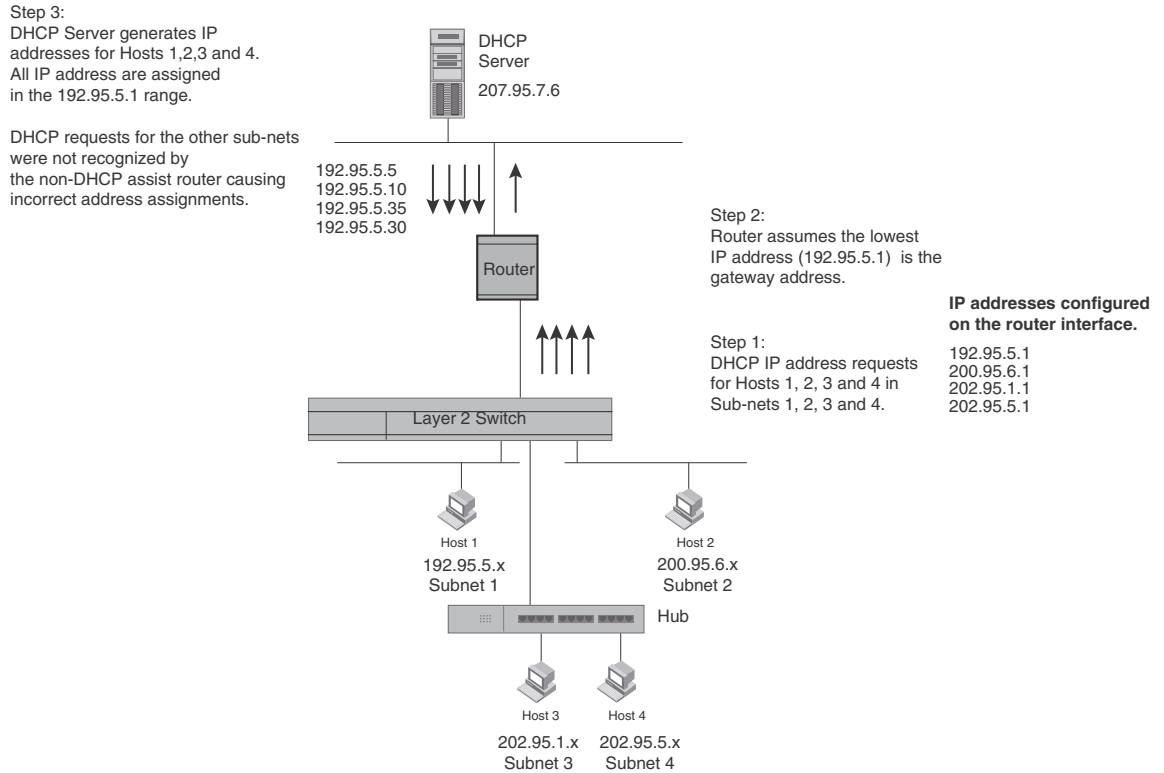 Step 3:
DHCP Server generates IP
addresses for Hosts 1,2,3 and 4.
All IP address are assigned
in the 192.95.5.1 range.
DHCP requests for the other sub-nets
were not recognized by
the non-DHCP assist router causing
incorrect address assignments.
DHCP
Server
207.95.7.6
192.95.5.5
192.95.5.10
192.95.5.35
192.95.5.30
Router
Step 2:
Router assumes the lowest
IP address (192.95.5.1) is the
gateway address.
IP addresses configured
on the router interface.
192.95.5.1
200.95.6.1
202.95.1.1
202.95.5.1
Step 1:
DHCP IP address requests
for Hosts 1, 2, 3 and 4 in
Sub-nets 1, 2, 3 and 4.
Layer 2 Switch
Host 1
192.95.5.x
Subnet 1
Host 2
200.95.6.x
Subnet 2
Hub
Host 3
202.95.1.x
Subnet 3
Host 4
202.95.5.x
Subnet 4